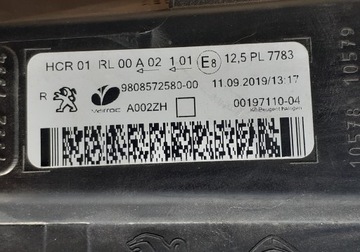 HCR 01 RL 00 A 02 1 01 E8 12,5 PL 7783
R varroc 9808572580-00 11.09.2019/13:17
A002ZH 00197110-04